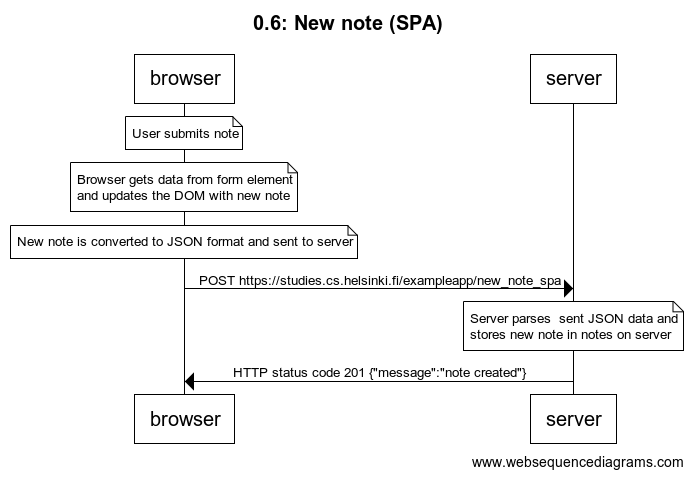 0.6: New note (SPA)
browser
server
User submits note
Browser gets data from form element
and updates the DOM with new note
New note is converted to JSON format and sent to server
POST https://studies.cs.helsinki.fi/exampleapp/new_note_spa
Server parses  sent JSON data and
stores new note in notes on server
HTTP status code 201 {"message":"note created"}
browser
server
www.websequencediagrams.com